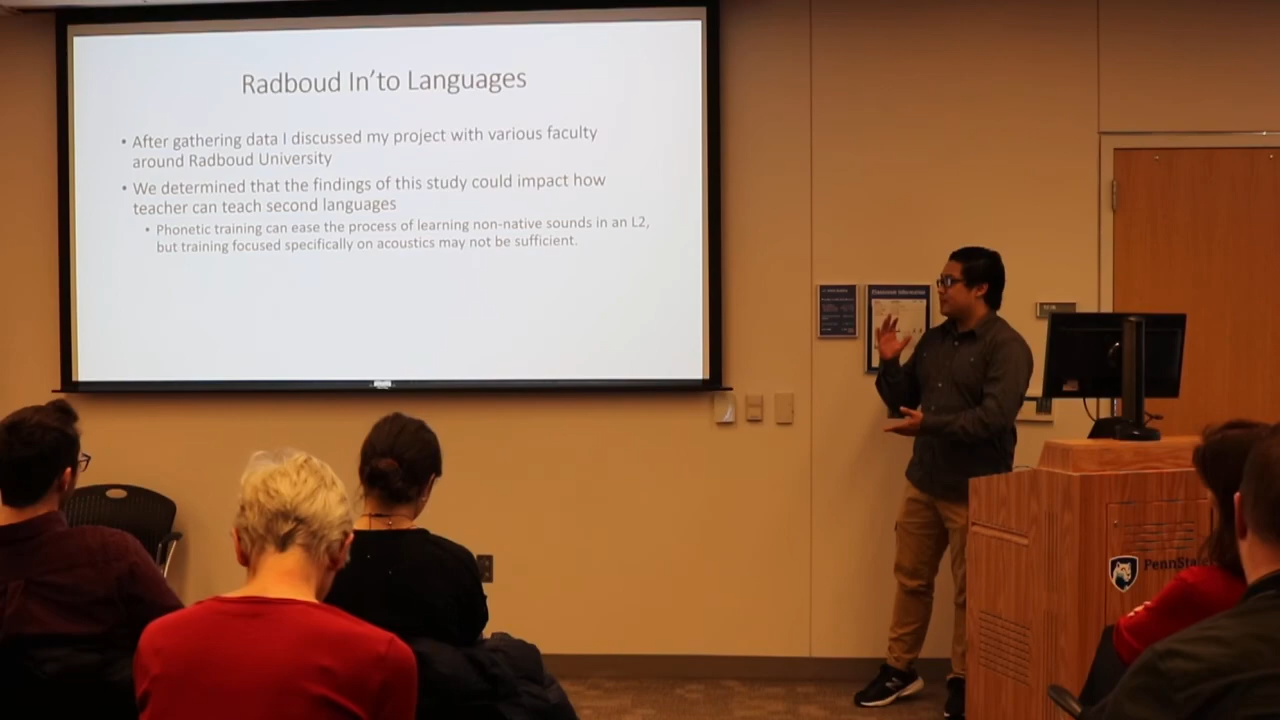 Radboud In’to Languages
• After gathering data I discussed my project with various faculty
around Radboud University
• We determined that the findings of this study could impact how
teacher can teach second languages
• Phonetic training can ease the process of learning non-native sounds in an L2,
but training focused specifically on acoustics may not be sufficient.
Classroom Information
PennState